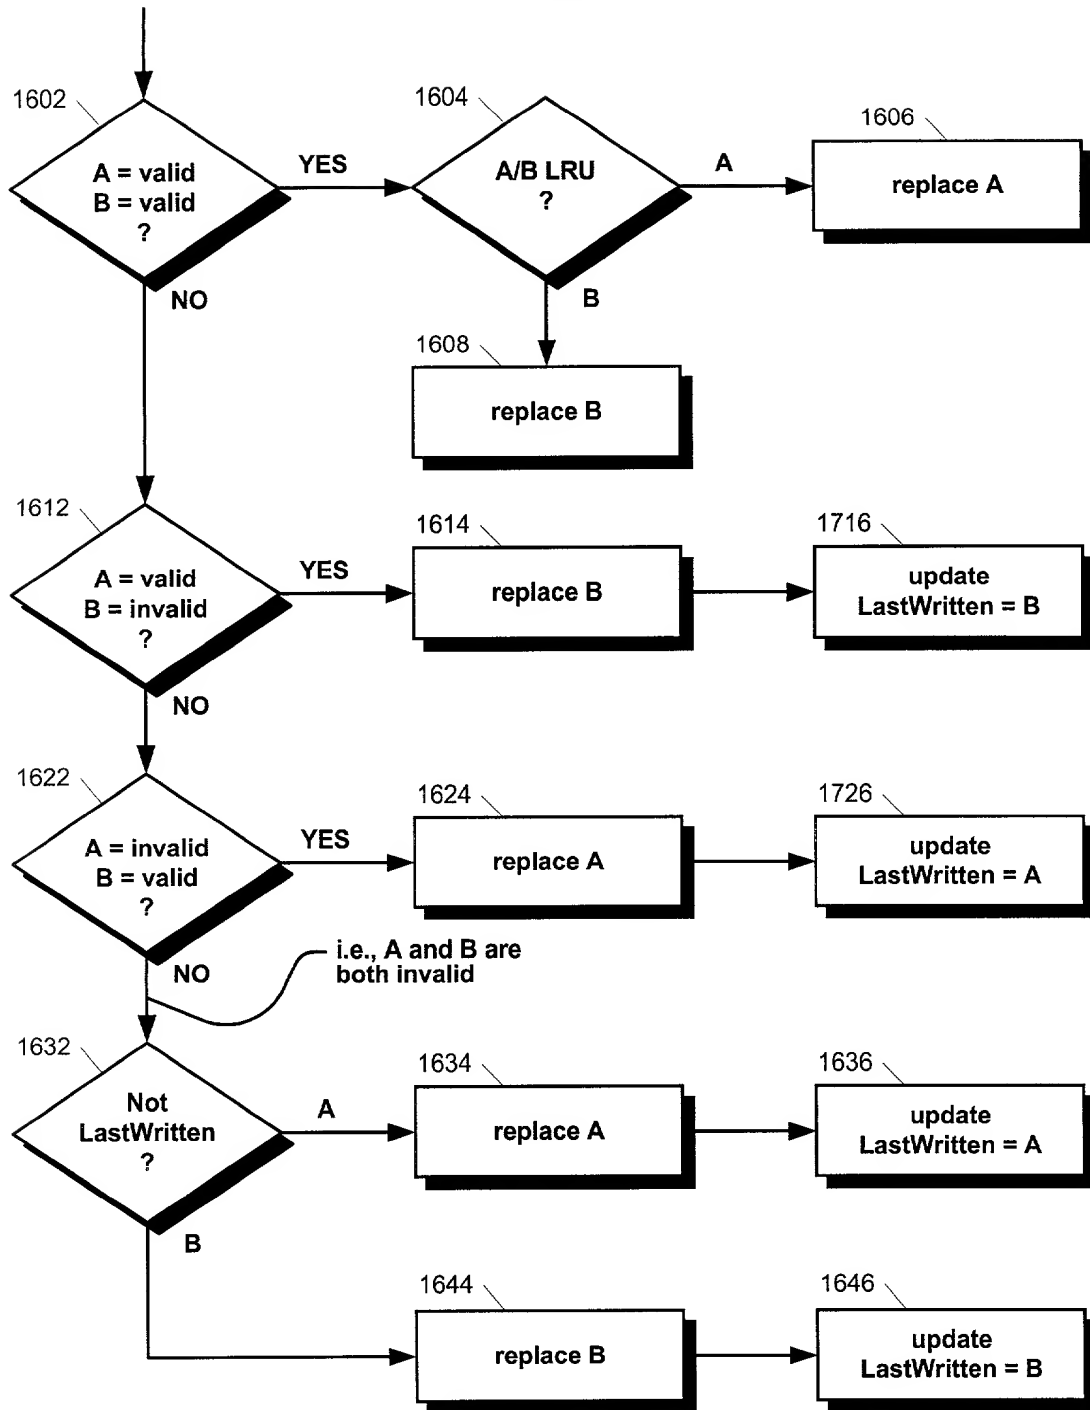 1602
A = valid
B = valid
?
YES
NO
1604
A/B LRU
?
A
B
1606
replace A
1608
replace B
1612
A = valid
B = invalid
?
YES
NO
1614
replace B
1716
update
LastWritten = B
1622
A = invalid
B = valid
?
YES
NO
1624
replace A
1726
update
LastWritten = A
i.e., A and B are
both invalid
1632
Not
LastWritten
?
A
B
1634
replace A
1636
update
LastWritten = A
1644
replace B
1646
update
LastWritten = B